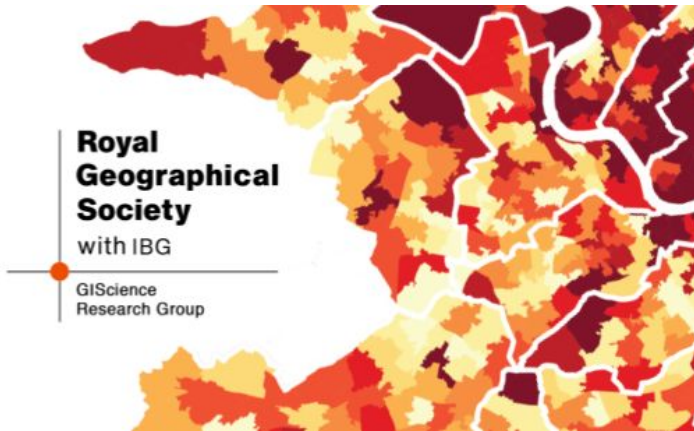 Royal
Geographical
Society
with IBG
GIScience
Research Group